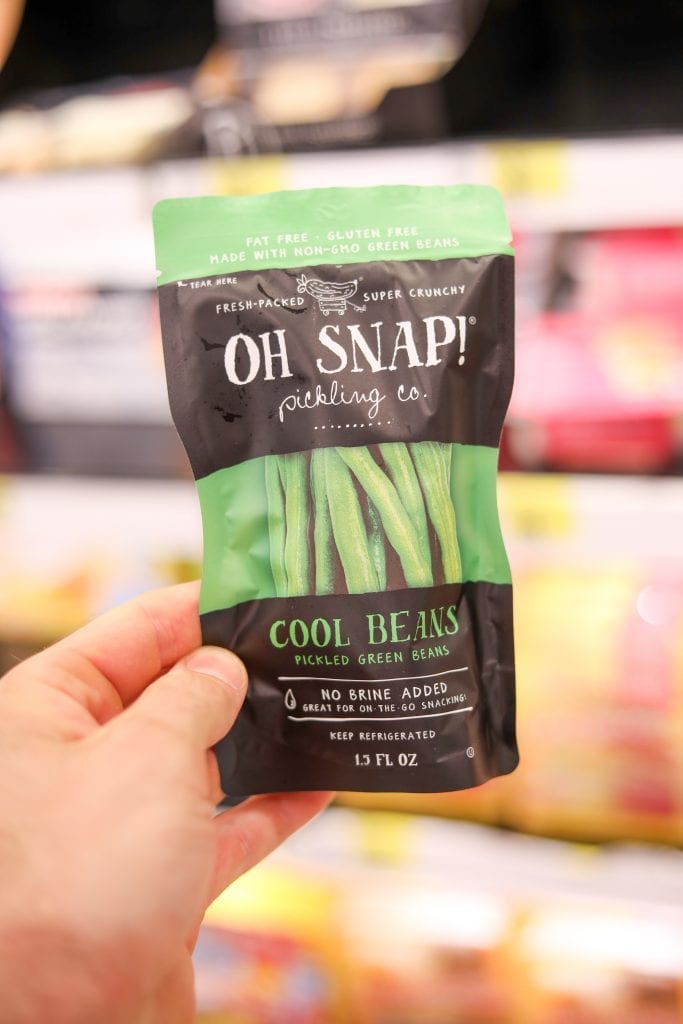 FAT FREE · GLUTEN FREE
MADE WITH NON-GMO GREEN BEANS
TEAR HERE
FRESH-PACKED SUPER CRUNCHY
OH SNAP!®
pickling co.
COOL BEANS
PICKLED GREEN BEANS
NO BRINE ADDED
GREAT FOR ON-THE-GO SNACKING!
KEEP REFRIGERATED
1.5 FL OZ